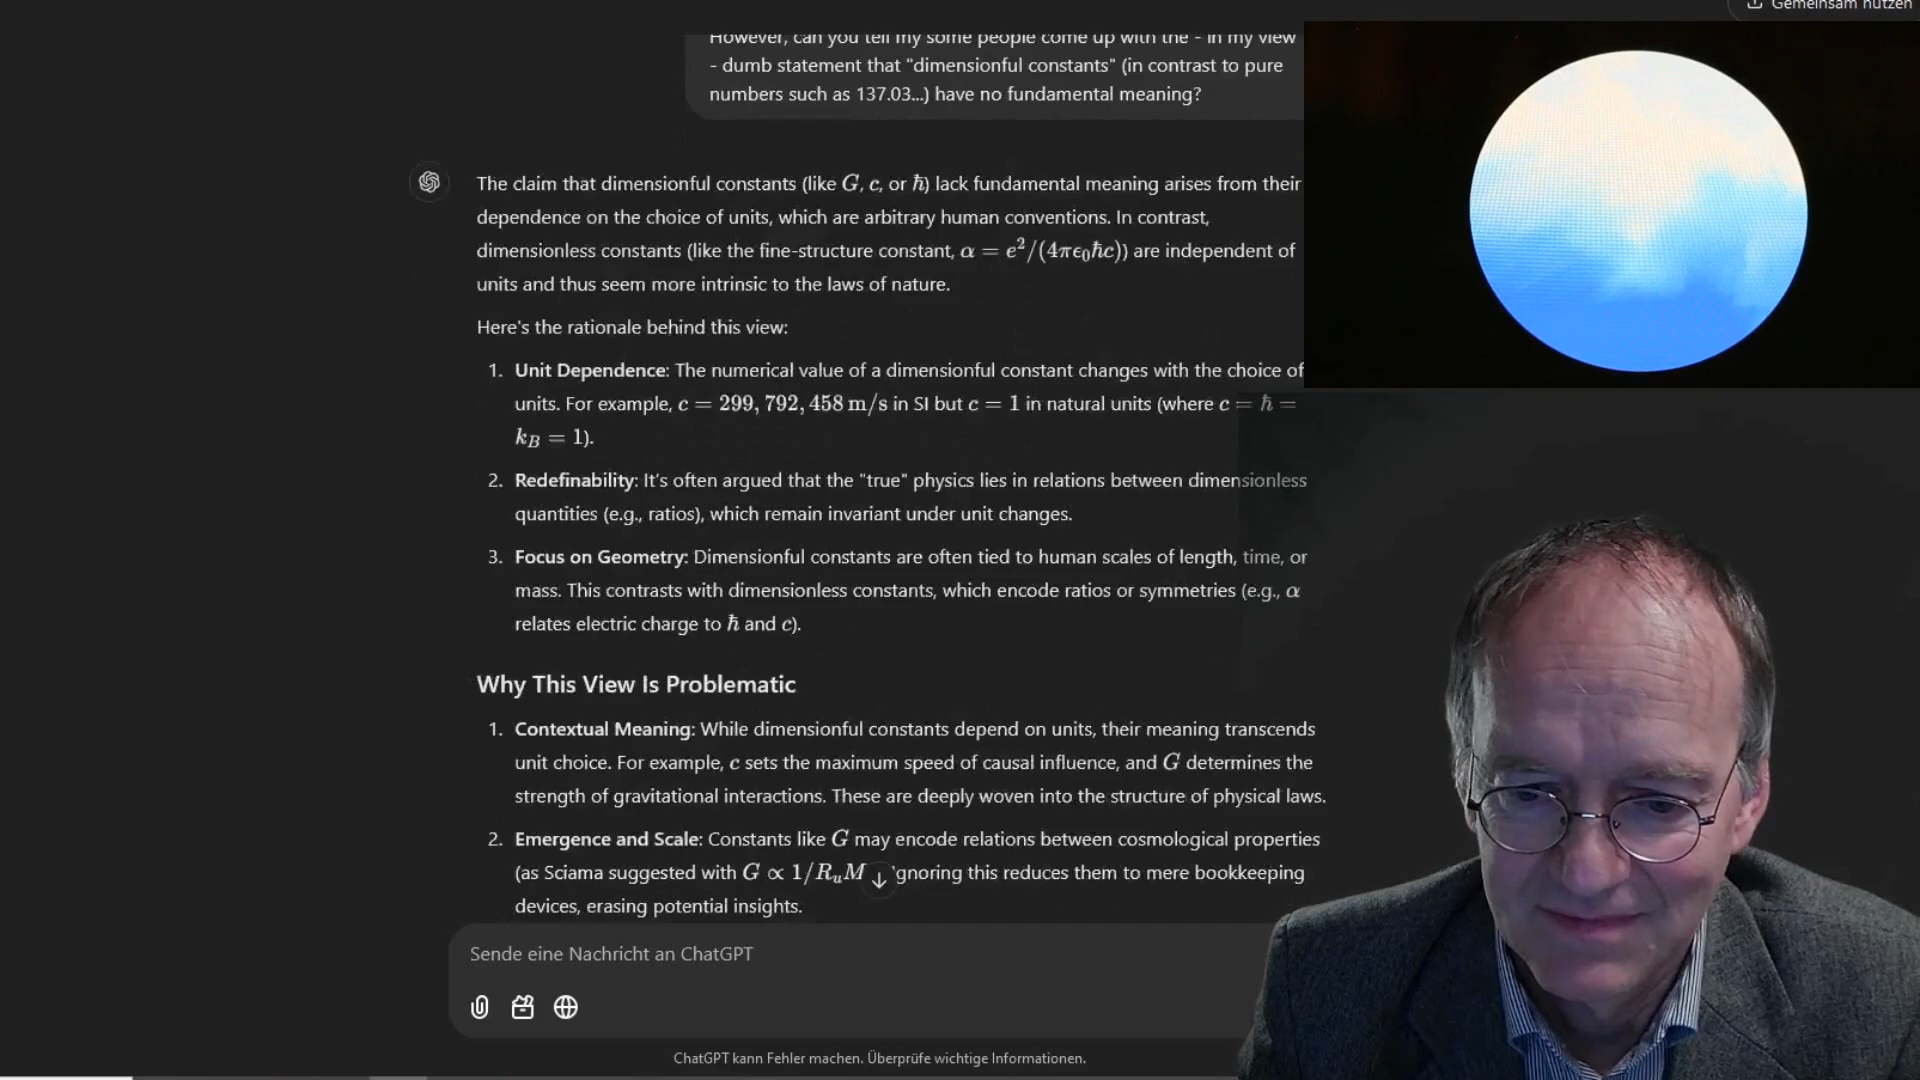 Gemeinsam nutzen
However, can you tell my some people come up with the - in my view
- dumb statement that "dimensionful constants" (in contrast to pure
numbers such as 137.03...) have no fundamental meaning?
The claim that dimensionful constants (like G, c, or ħ) lack fundamental meaning arises from their
dependence on the choice of units, which are arbitrary human conventions. In contrast,
dimensionless constants (like the fine-structure constant, α = e²/(4πϵ₀ħc)) are independent of
units and thus seem more intrinsic to the laws of nature.
Here's the rationale behind this view:
1. Unit Dependence: The numerical value of a dimensionful constant changes with the choice of
units. For example, c = 299,792,458 m/s in SI but c = 1 in natural units (where c = ħ =
k_B = 1).
2. Redefinability: It's often argued that the "true" physics lies in relations between dimensionless
quantities (e.g., ratios), which remain invariant under unit changes.
3. Focus on Geometry: Dimensionful constants are often tied to human scales of length, time, or
mass. This contrasts with dimensionless constants, which encode ratios or symmetries (e.g., α
relates electric charge to ħ and c).
Why This View Is Problematic
1. Contextual Meaning: While dimensionful constants depend on units, their meaning transcends
unit choice. For example, c sets the maximum speed of causal influence, and G determines the
strength of gravitational interactions. These are deeply woven into the structure of physical laws.
2. Emergence and Scale: Constants like G may encode relations between cosmological properties
(as Sciama suggested with G ∝ 1/R_u M gnoring this reduces them to mere bookkeeping
devices, erasing potential insights.
Sende eine Nachricht an ChatGPT
ChatGPT kann Fehler machen. Überprüfe wichtige Informationen.